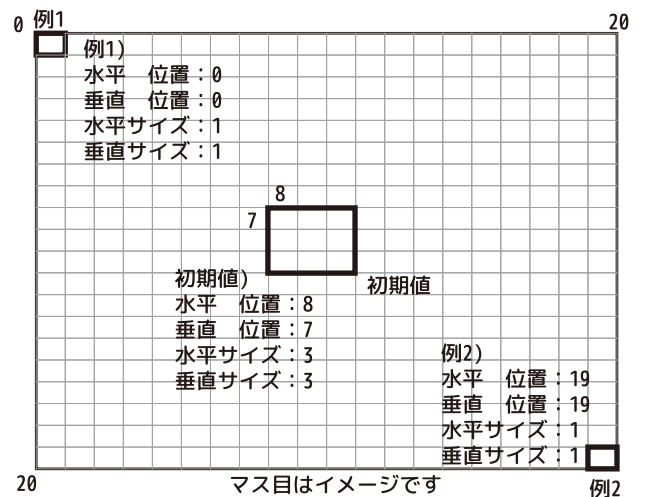 0
例1
20
例1)
水平　位置：0
垂直　位置：0
水平サイズ：1
垂直サイズ：1
8
7
初期値)
初期値
水平　位置：8
垂直　位置：7
水平サイズ：3
垂直サイズ：3
例2)
水平　位置：19
垂直　位置：19
水平サイズ：1
垂直サイズ：1
20
マス目はイメージです
例2